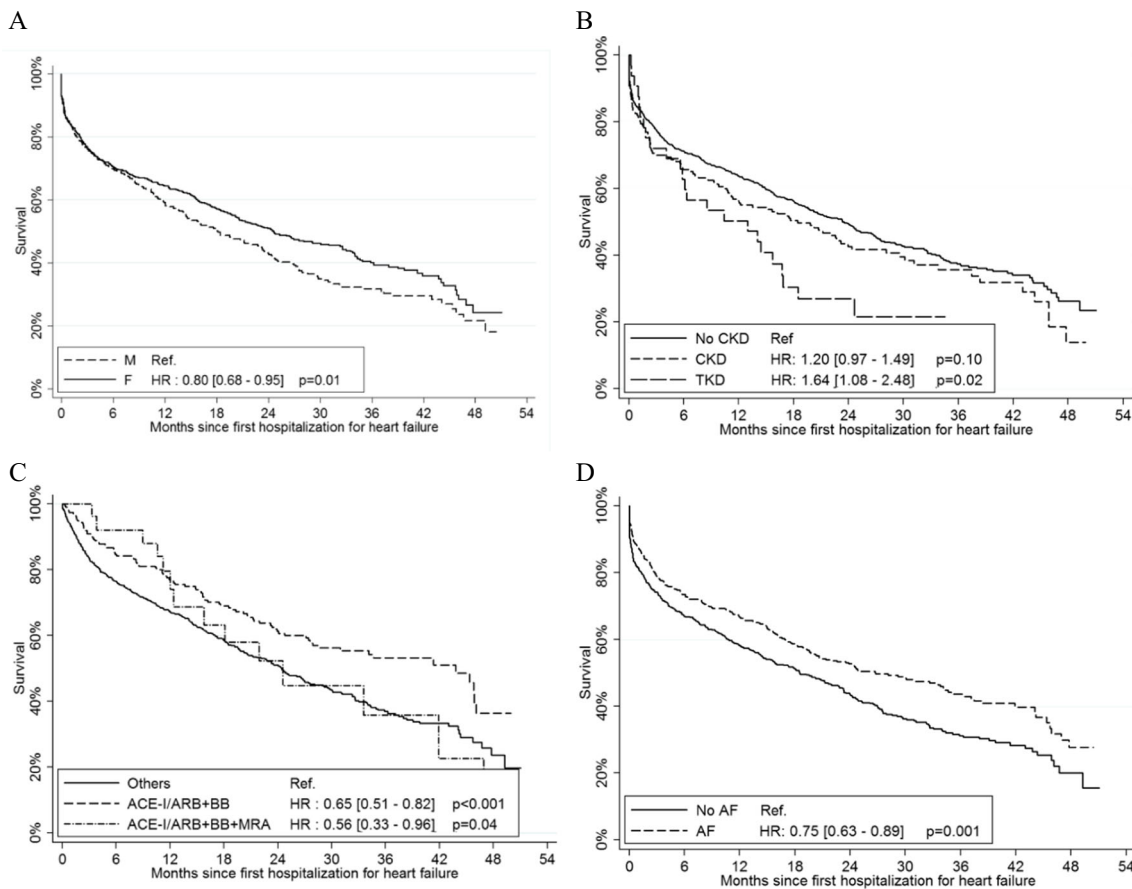 A
Survival
100%
80%
60%
40%
20%
0%
M Ref.
F HR : 0.80 [0.68 - 0.95] p=0.01
0 6 12 18 24 30 36 42 48 54
Months since first hospitalization for heart failure
B
Survival
100%
80%
60%
40%
20%
0%
No CKD Ref
CKD HR: 1.20 [0.97 - 1.49] p=0.10
TKD HR: 1.64 [1.08 - 2.48] p=0.02
0 6 12 18 24 30 36 42 48 54
Months since first hospitalization for heart failure
C
Survival
100%
80%
60%
40%
20%
0%
Others Ref.
ACE-I/ARB+BB HR : 0.65 [0.51 - 0.82] p<0.001
ACE-I/ARB+BB+MRA HR : 0.56 [0.33 - 0.96] p=0.04
0 6 12 18 24 30 36 42 48 54
Months since first hospitalization for heart failure
D
Survival
100%
80%
60%
40%
20%
0%
No AF Ref.
AF HR: 0.75 [0.63 - 0.89] p=0.001
0 6 12 18 24 30 36 42 48 54
Months since first hospitalization for heart failure